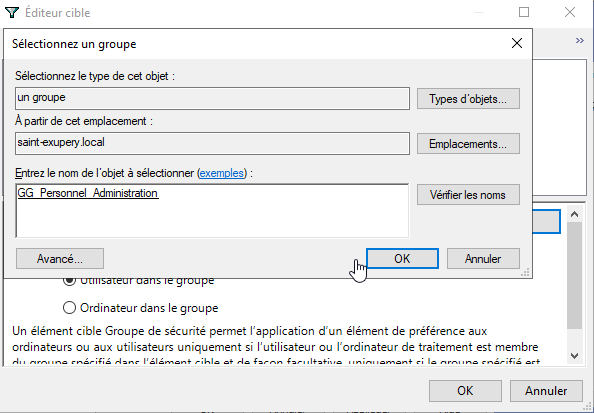 Éditeur cible
»
Sélectionnez un groupe
Sélectionnez le type de cet objet :
un groupe
Types d'objets...
À partir de cet emplacement :
saint-exupery.local
Emplacements...
Entrez le nom de l'objet à sélectionner (exemples) :
GG_Personnel_Administration
Vérifier les noms
Avancé...
OK
Annuler
Utilisateur dans le groupe
Ordinateur dans le groupe
Un élément cible Groupe de sécurité permet l'application d'un élément de préférence aux
ordinateurs ou aux utilisateurs uniquement si l'utilisateur ou l'ordinateur de traitement est membre
du groupe spécifié dans l'élément cible et de façon facultative, uniquement si le groupe spécifié est
OK
Annuler